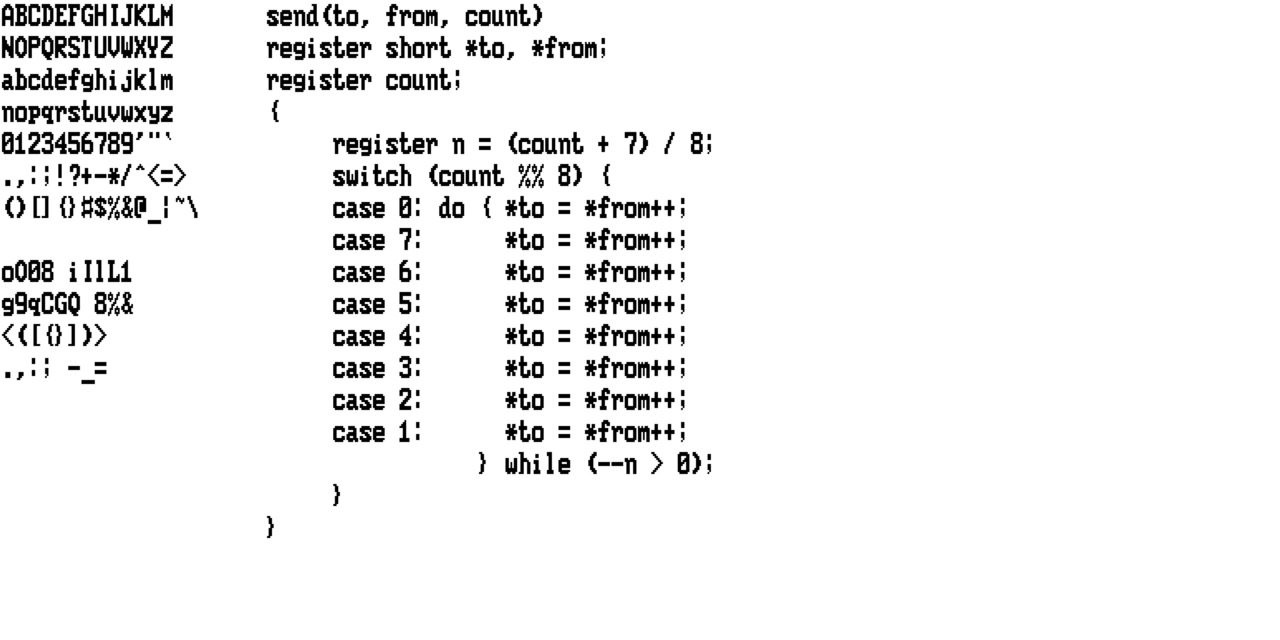 ABCDEFGHIJKLM
NOPQRSTUVWXYZ
abcdefghijklm
nopqrstuvwxyz
0123456789'"`
.,:;!?+-*/^<=>
()[]{}#$%&@_|~\
oO08 iIlL1
g9qCGQ 8%&
<([{}])>
.,:; -_=
send(to, from, count)
register short *to, *from;
register count;
{
    register n = (count + 7) / 8;
    switch (count %% 8) {
    case 0: do { *to = *from++;
    case 7:      *to = *from++;
    case 6:      *to = *from++;
    case 5:      *to = *from++;
    case 4:      *to = *from++;
    case 3:      *to = *from++;
    case 2:      *to = *from++;
    case 1:      *to = *from++;
               } while (--n > 0);
    }
}